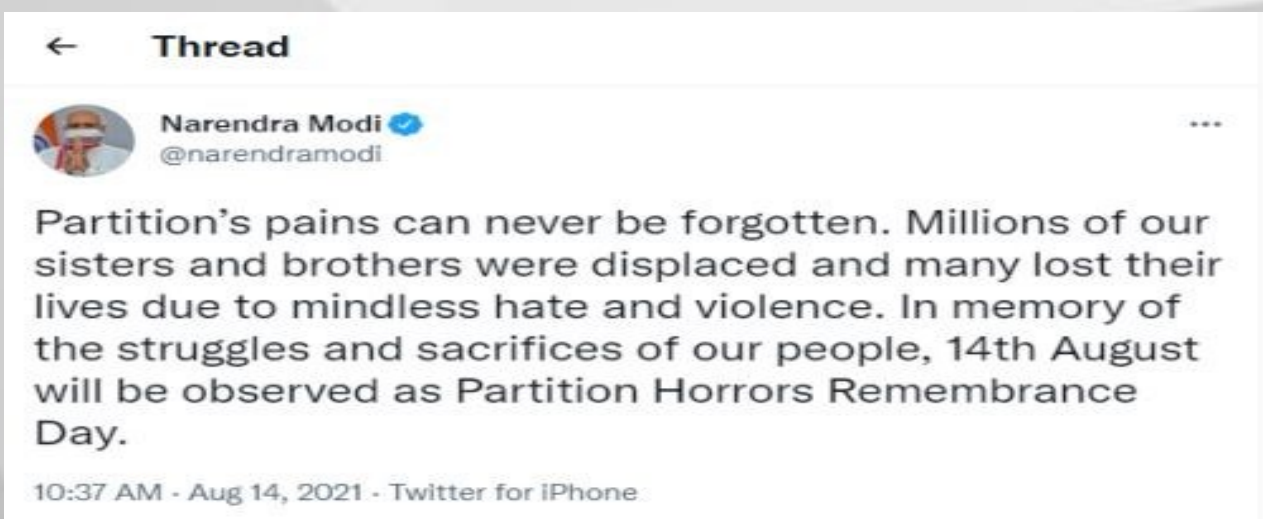 ← Thread
Narendra Modi
@narendramodi
Partition’s pains can never be forgotten. Millions of our
sisters and brothers were displaced and many lost their
lives due to mindless hate and violence. In memory of
the struggles and sacrifices of our people, 14th August
will be observed as Partition Horrors Remembrance
Day.
10:37 AM · Aug 14, 2021 · Twitter for iPhone